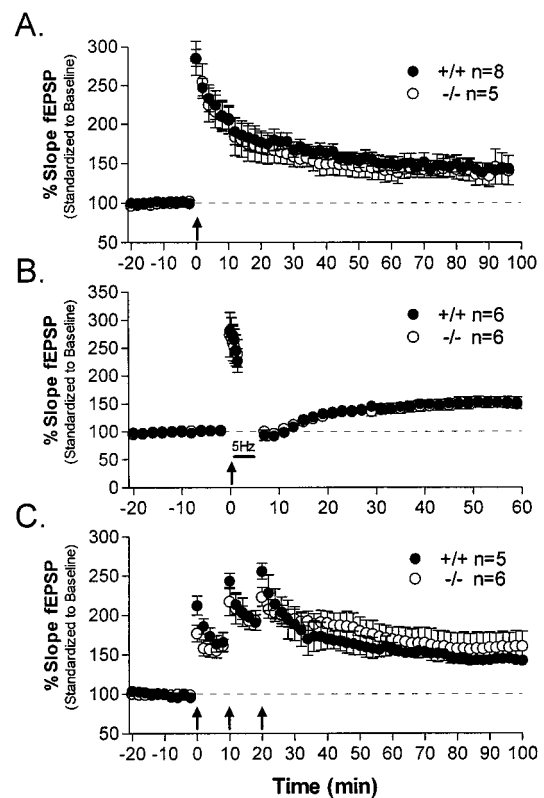 A.
% Slope fEPSP
(Standardized to Baseline)
300
250
200
150
100
50
+/+ n=8
-/- n=5
-20 -10 0 10 20 30 40 50 60 70 80 90 100
B.
% Slope fEPSP
(Standardized to Baseline)
350
300
250
200
150
100
50
0
+/+ n=6
-/- n=6
5Hz
-20 -10 0 10 20 30 40 50 60
C.
% Slope fEPSP
(Standardized to Baseline)
300
250
200
150
100
50
+/+ n=5
-/- n=6
-20 -10 0 10 20 30 40 50 60 70 80 90 100
Time (min)